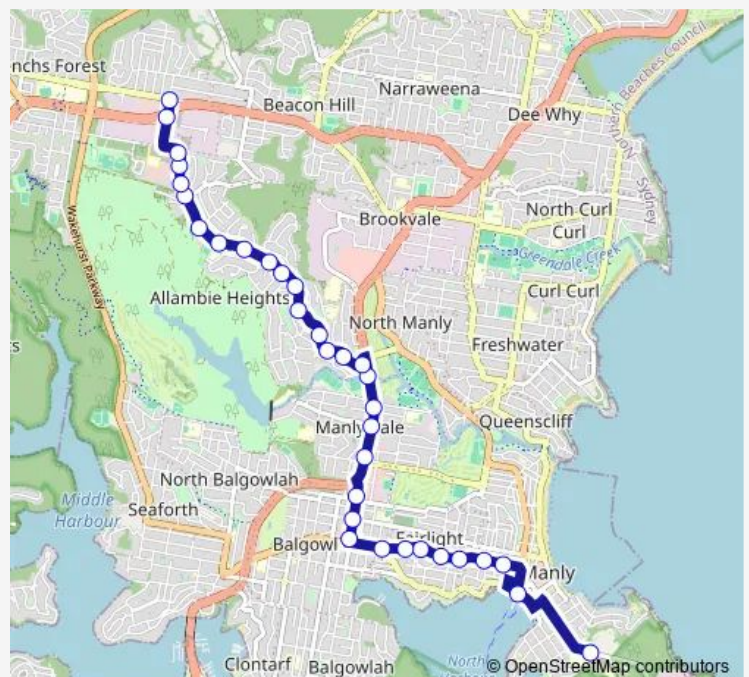 nchs Forest
Beacon Hill
Narraweena
Dee Why
Northern Beaches Council
Sydney
North Curl
Curl
Brookvale
Greendale Creek
Wakehurst Parkway
Allambie Heights
Curl Curl
North Manly
Freshwater
s
Manly Vale
Queenscliff
North Balgowlah
Middle
Harbour
Seaforth
Balgowl
Fairlight
Manly
Clontarf
Balgowlah
North
© OpenStreetMap contributors